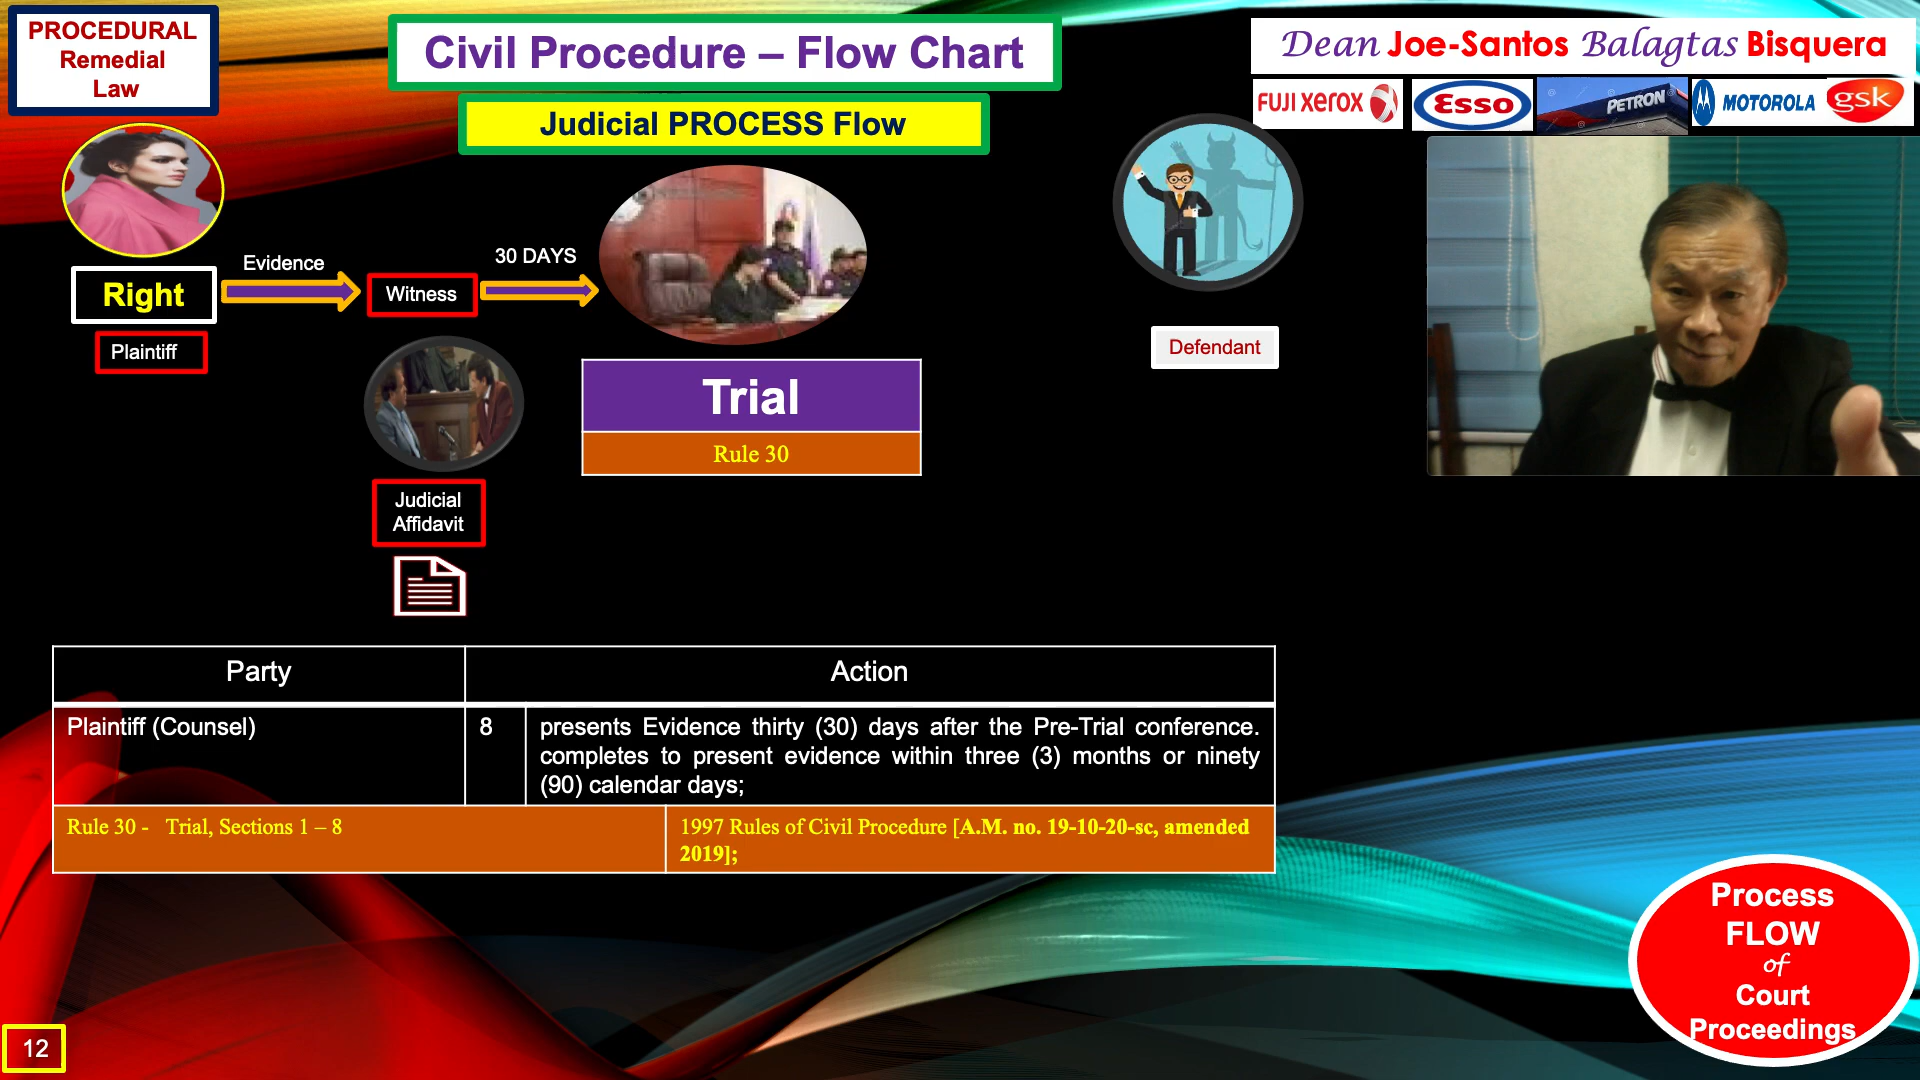 PROCEDURAL
Remedial
Law
Civil Procedure – Flow Chart
Judicial PROCESS Flow
Dean Joe-Santos Balagtas Bisquera
FUJI XEROX
Esso
PETRON
MOTOROLA
gsk
Evidence
30 DAYS
Right
Witness
Plaintiff
Defendant
Trial
Rule 30
Judicial
Affidavit
Party
Action
Plaintiff (Counsel)
8
presents Evidence thirty (30) days after the Pre-Trial conference.
completes to present evidence within three (3) months or ninety
(90) calendar days;
Rule 30 - Trial, Sections 1 – 8
1997 Rules of Civil Procedure [A.M. no. 19-10-20-sc, amended
2019];
Process
FLOW
of
Court
Proceedings
12